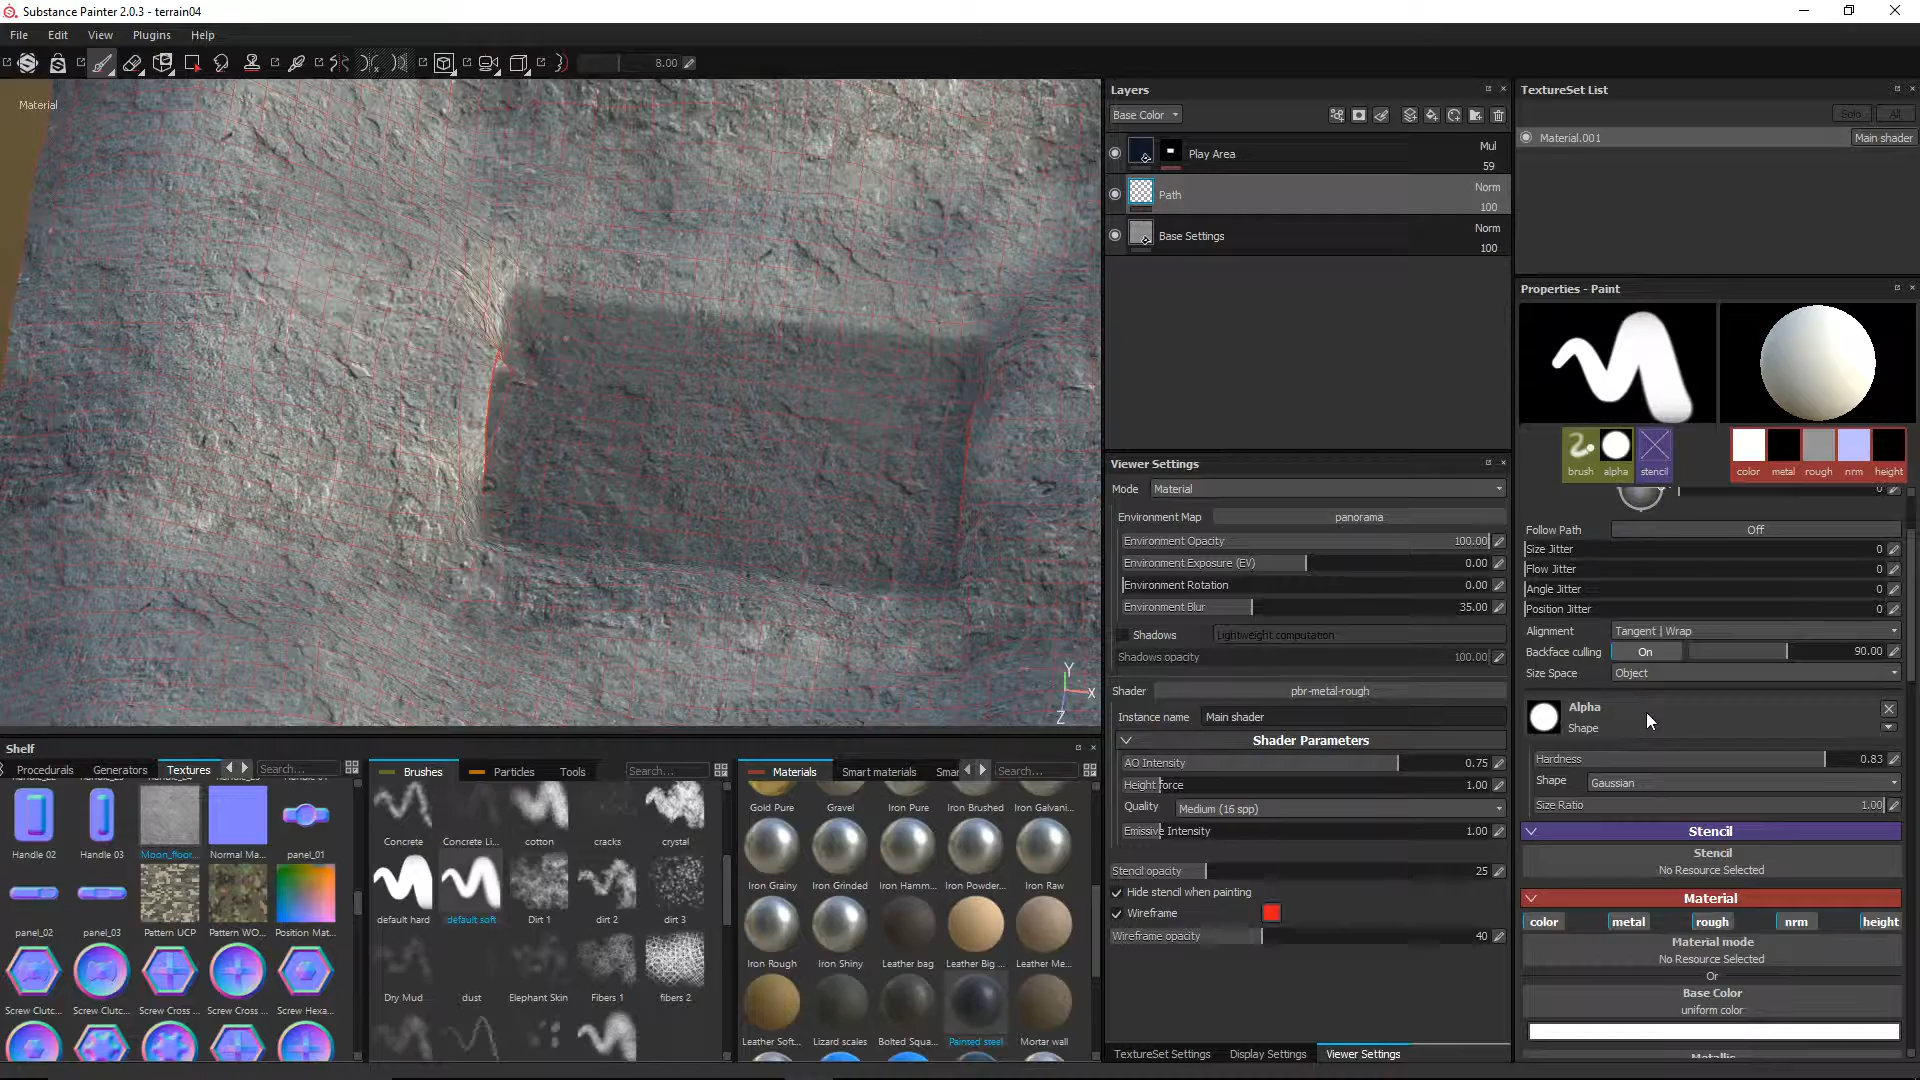 Substance Painter 2.0.3 - terrain04
File Edit View Plugins Help
8.00
Material
Y
X
Z
Layers
Base Color
Play Area
Mul
59
Path
Norm
100
Base Settings
Norm
100
TextureSet List
Solo All
Material.001
Main shader
Viewer Settings
Mode Material
Environment Map panorama
Environment Opacity 100.00
Environment Exposure (EV) 0.00
Environment Rotation 0.00
Environment Blur 35.00
Shadows Lightweight computation
Shadows opacity 100.00
Shader pbr-metal-rough
Instance name Main shader
Shader Parameters
AO Intensity 0.75
Height force 1.00
Quality Medium (16 spp)
Emissive Intensity 1.00
Stencil opacity 25
Hide stencil when painting
Wireframe
Wireframe opacity 40
TextureSet Settings Display Settings Viewer Settings
Properties - Paint
brush alpha stencil
color metal rough nrm height
0
Follow Path Off
Size Jitter 0
Flow Jitter 0
Angle Jitter 0
Position Jitter 0
Alignment Tangent | Wrap
Backface culling On 90.00
Size Space Object
Alpha
Shape
Hardness 0.83
Shape Gaussian
Size Ratio 1.00
Stencil
Stencil
No Resource Selected
Material
color metal rough nrm height
Material mode
No Resource Selected
Or
Base Color
uniform color
Metallic
Shelf
Procedurals Generators Textures Search...
Handle 02 Handle 03 Moon_floor... Normal Ma... panel_01
panel_02 panel_03 Pattern UCP Pattern WO... Position Mat...
Screw Clutc... Screw Clutc... Screw Cross ... Screw Cross ... Screw Hexa...
Brushes Particles Tools Search...
Concrete Concrete Li... cotton cracks crystal
default hard default soft Dirt 1 dirt 2 dirt 3
Dry Mud dust Elephant Skin Fibers 1 fibers 2
Materials Smart materials Smar Search...
Gold Pure Gravel Iron Pure Iron Brushed Iron Galvani...
Iron Grainy Iron Grinded Iron Hamm... Iron Powder... Iron Raw
Iron Rough Iron Shiny Leather bag Leather Big ... Leather Me...
Leather Soft... Lizard scales Bolted Squa... Painted steel Mortar wall